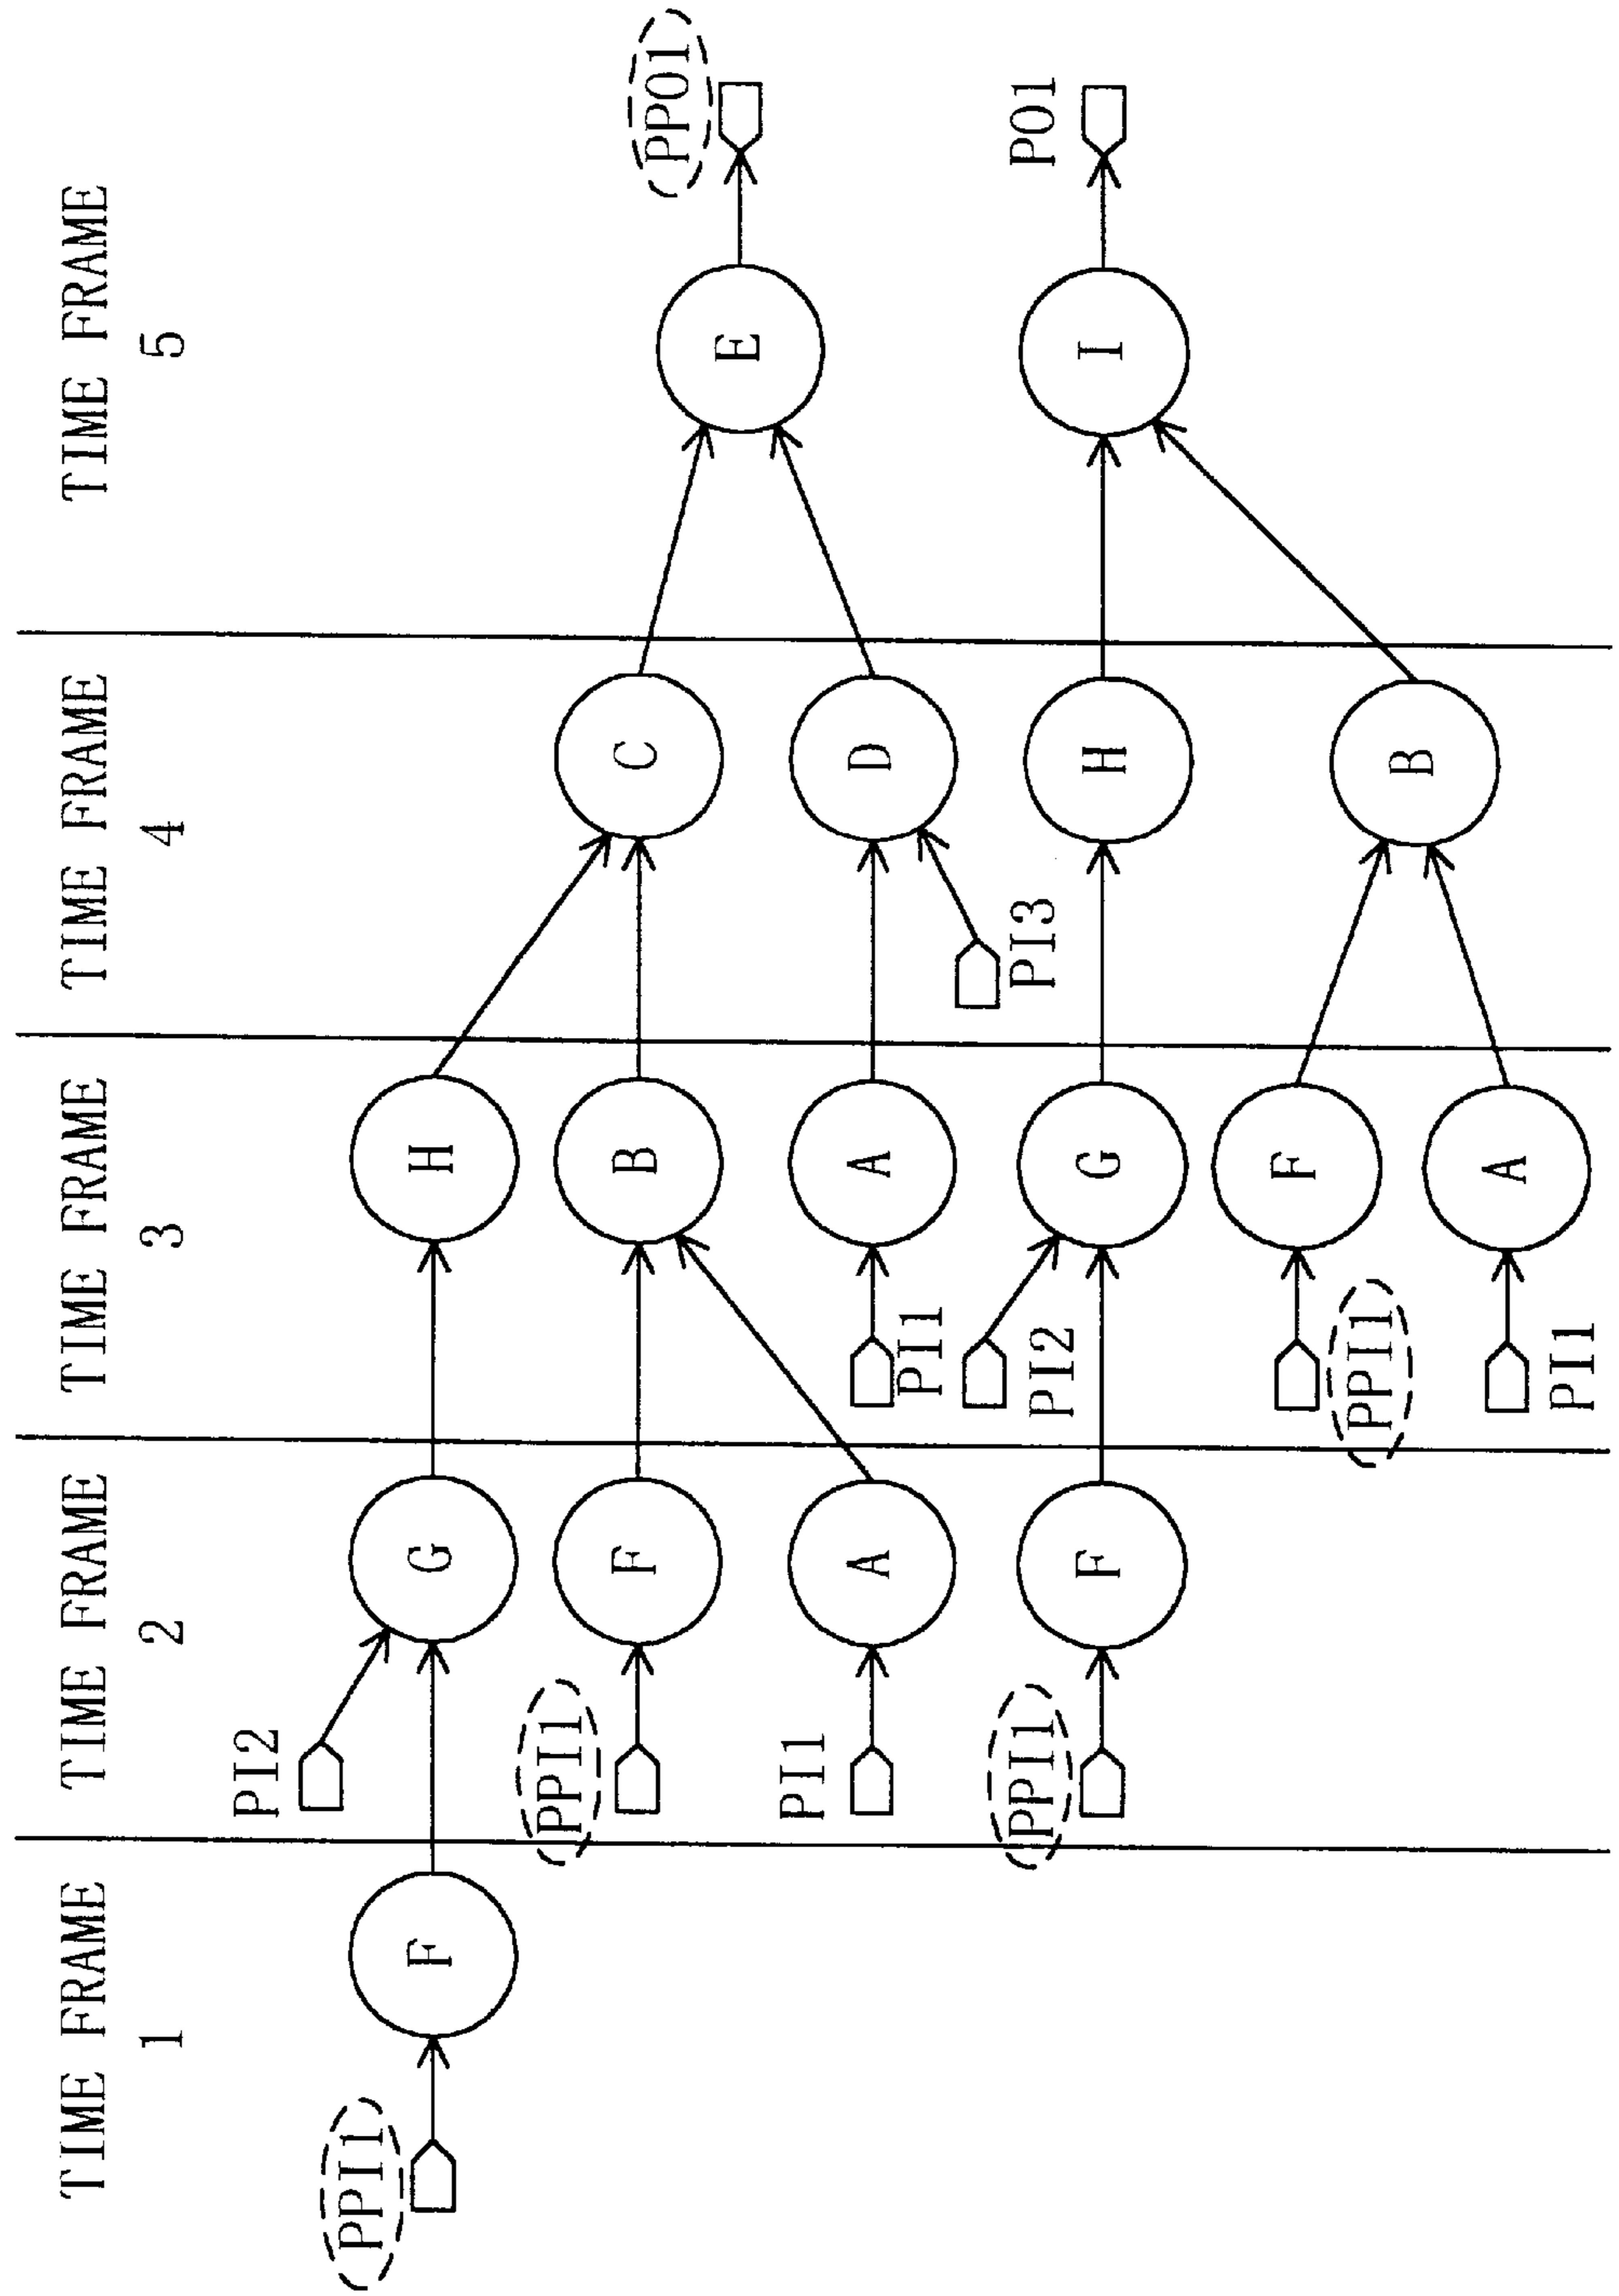 TIME FRAME 1
TIME FRAME 2
TIME FRAME 3
TIME FRAME 4
TIME FRAME 5
PPI1
F
PI2
G
H
PPI1
F
B
C
PPO1
E
PI1
A
PI1
A
D
PI3
PPI1
F
PI2
G
H
I
PO1
PPI1
F
B
PI1
A